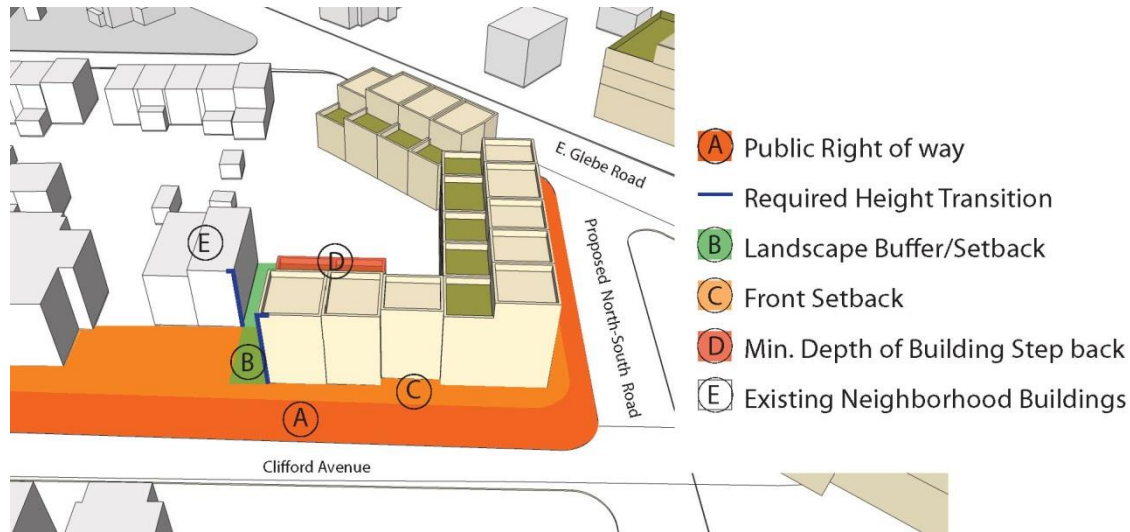 E. Glebe Road
E
D
Proposed North-South Road
B
C
A
Clifford Avenue
A Public Right of way
Required Height Transition
B Landscape Buffer/Setback
C Front Setback
D Min. Depth of Building Step back
E Existing Neighborhood Buildings